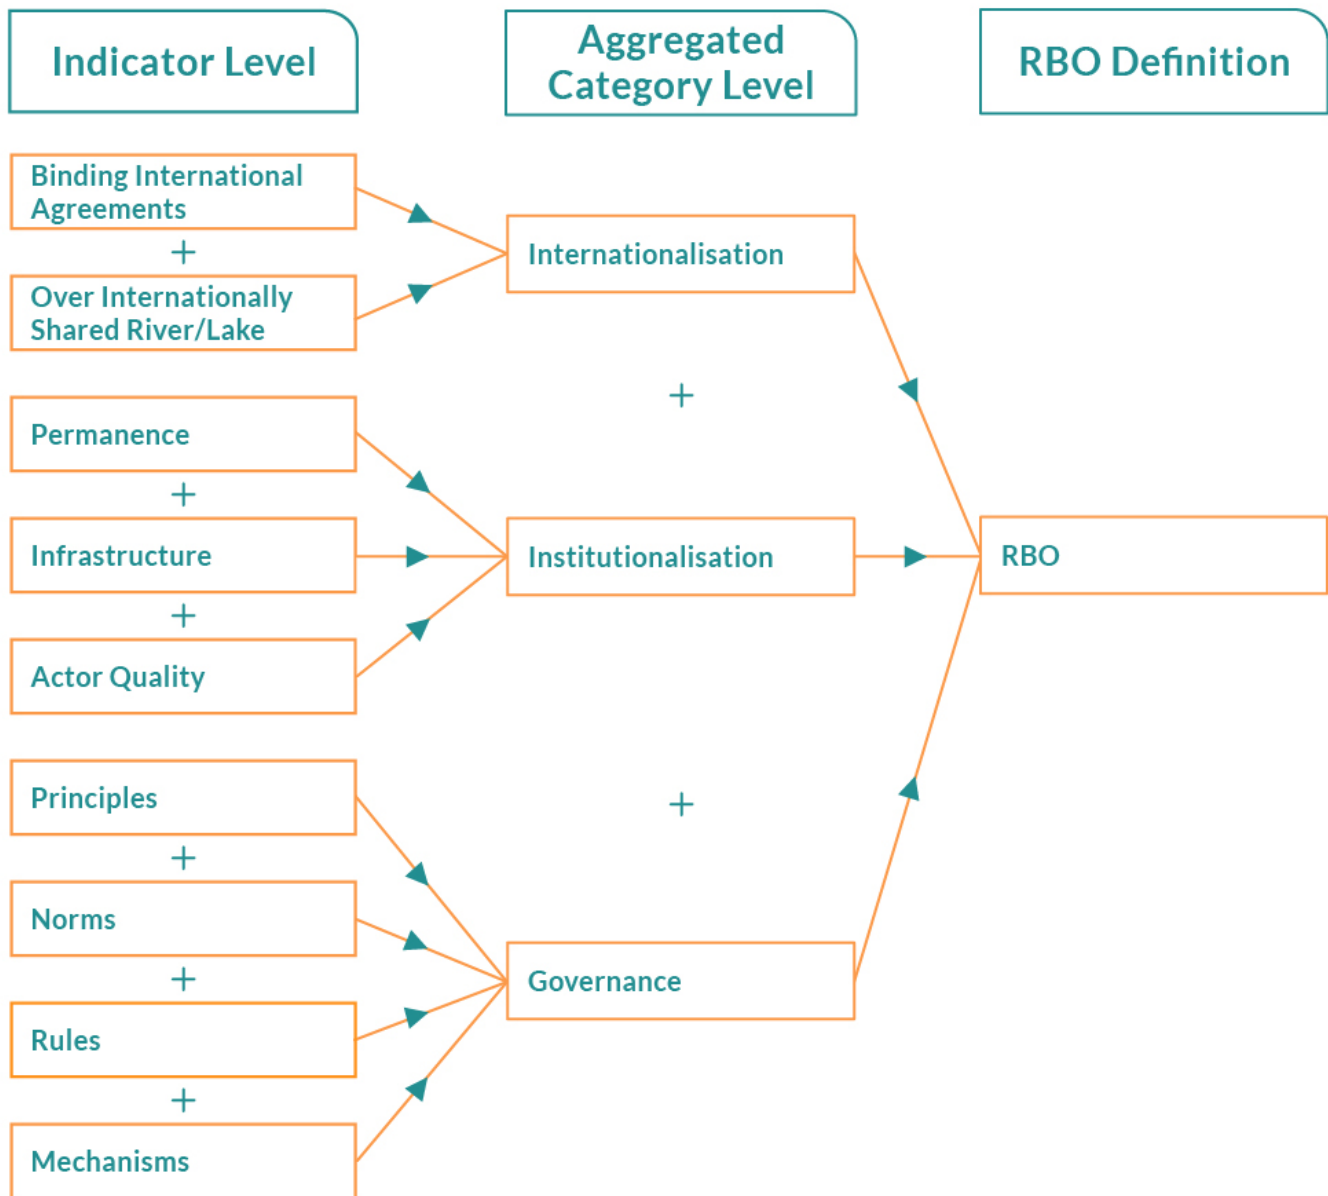 Indicator Level
Aggregated
Category Level
RBO Definition
Binding International
Agreements
+
Over Internationally
Shared River/Lake
Internationalisation
+
Permanence
+
Infrastructure
+
Actor Quality
Institutionalisation
RBO
+
Principles
+
Norms
+
Rules
+
Mechanisms
Governance